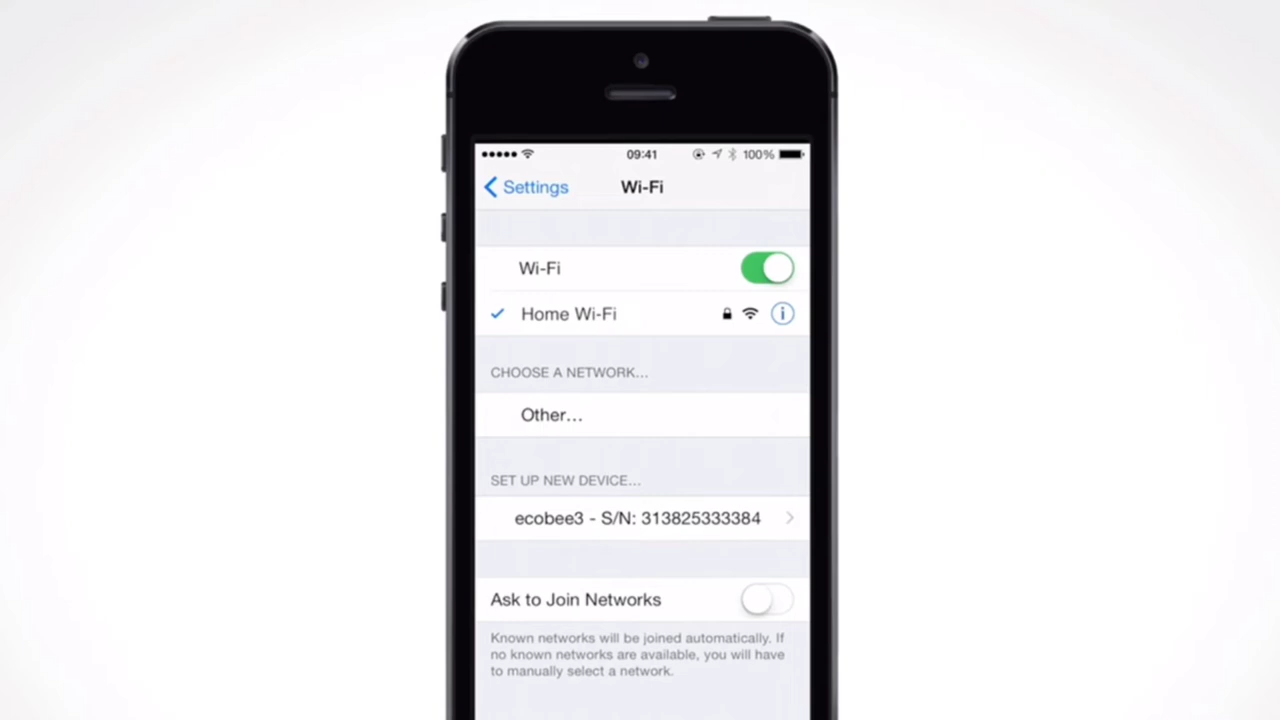 09:41 100%
Settings Wi-Fi
Wi-Fi
Home Wi-Fi
CHOOSE A NETWORK...
Other...
SET UP NEW DEVICE...
ecobee3 - S/N: 313825333384
Ask to Join Networks
Known networks will be joined automatically. If
no known networks are available, you will have
to manually select a network.